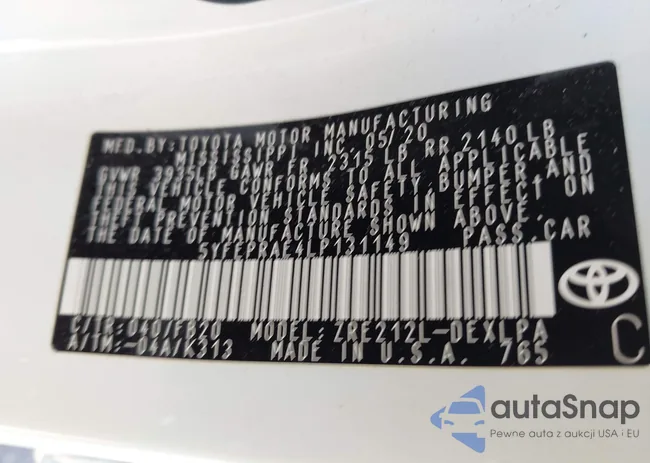 MFD.BY:TOYOTA MOTOR MANUFACTURING
MISSISSIPPI INC. 05/20
GVWR 3935LB GAWR FR. 2315 LB RR 2140 LB
THIS VEHICLE CONFORMS TO ALL APPLICABLE
FEDERAL MOTOR VEHICLE SAFETY, BUMPER, AND
THEFT PREVENTION STANDARDS IN EFFECT ON
THE DATE OF MANUFACTURE SHOWN ABOVE.
5YFEPRAE4LP131149 PASS.CAR
C/TR:040/FB20 MODEL: ZRE212L-DEXLPA
A/TM:-04A/K313 MADE IN U.S.A. 765
C
autaSnap
Pewne auta z aukcji USA i EU